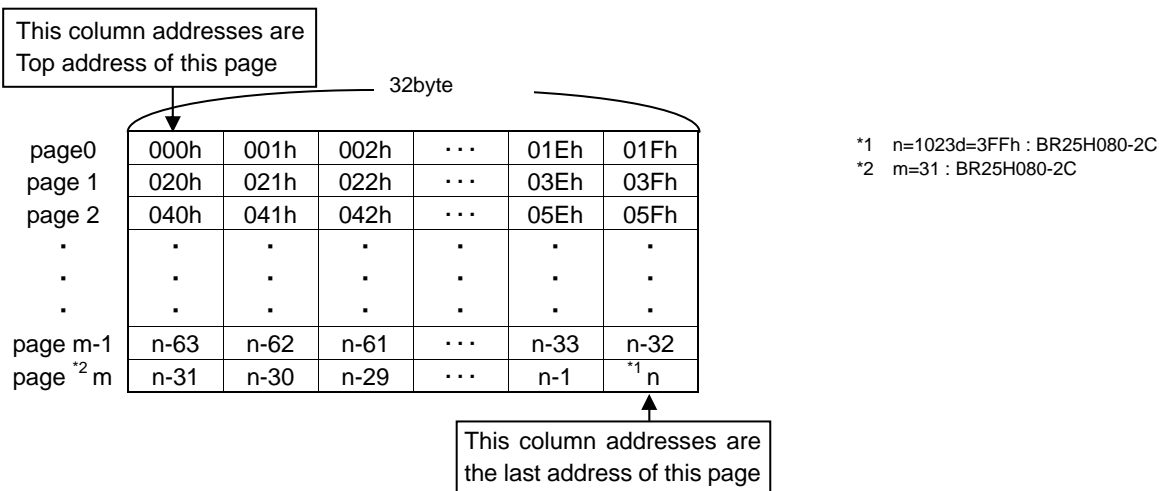 This column addresses are
Top address of this page
32byte
page0 000h 001h 002h ··· 01Eh 01Fh
page 1 020h 021h 022h ··· 03Eh 03Fh
page 2 040h 041h 042h ··· 05Eh 05Fh
· · · · · · ·
· · · · · · ·
· · · · · · ·
page m-1 n-63 n-62 n-61 ··· n-33 n-32
page *2 m n-31 n-30 n-29 ··· n-1 *1 n
This column addresses are
the last address of this page
*1 n=1023d=3FFh : BR25H080-2C
*2 m=31 : BR25H080-2C